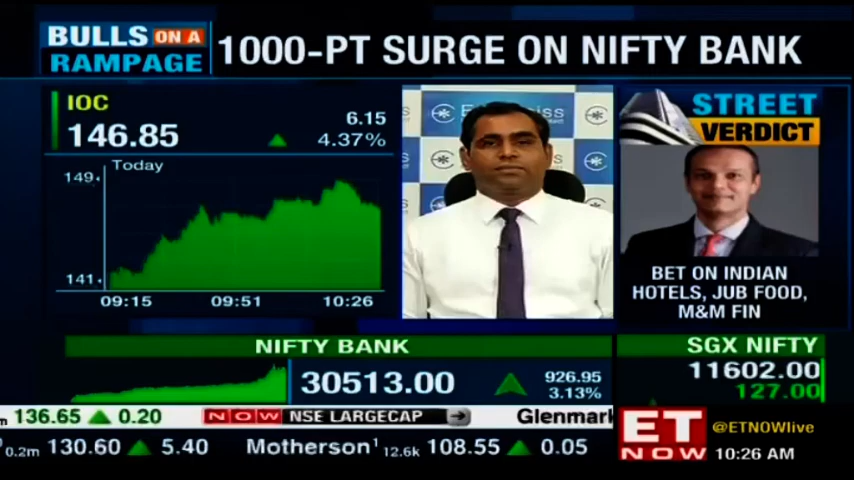 BULLS ON A
RAMPAGE
1000-PT SURGE ON NIFTY BANK
IOC
146.85
6.15
4.37%
Today
149
141
09:15 09:51 10:26
STREET
VERDICT
BET ON INDIAN
HOTELS, JUB FOOD,
M&M FIN
NIFTY BANK
30513.00
926.95
3.13%
SGX NIFTY
11602.00
127.00
136.65 0.20 NOW NSE LARGECAP Glenmark
0.2m 130.60 5.40 Motherson 12.6k 108.55 0.05
ET
NOW
@ETNOWlive
10:26 AM